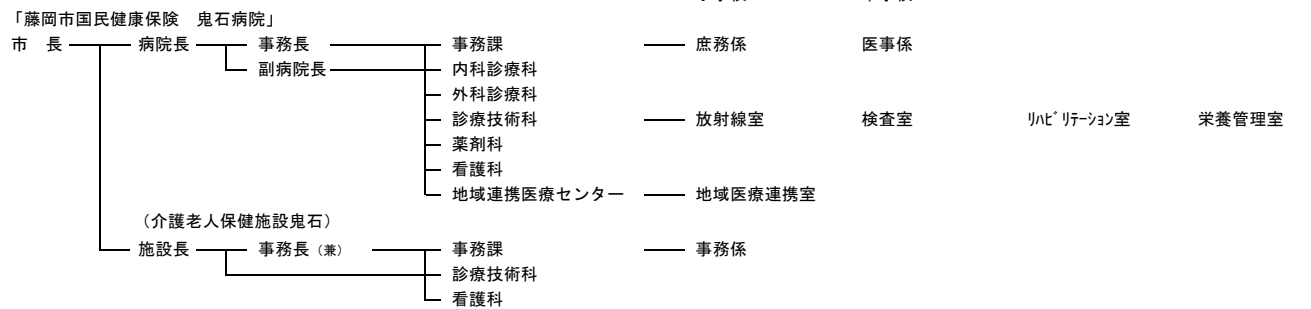 「藤岡市国民健康保険　鬼石病院」
市　長　病院長　事務長　事務課　庶務係　医事係
副病院長　内科診療科
外科診療科
診療技術科　放射線室　検査室　ﾘﾊﾋﾞﾘﾃｰｼｮﾝ室　栄養管理室
薬剤科
看護科
地域連携医療センター　地域医療連携室
（介護老人保健施設鬼石）
施設長　事務長（兼）　事務課　事務係
診療技術科
看護科